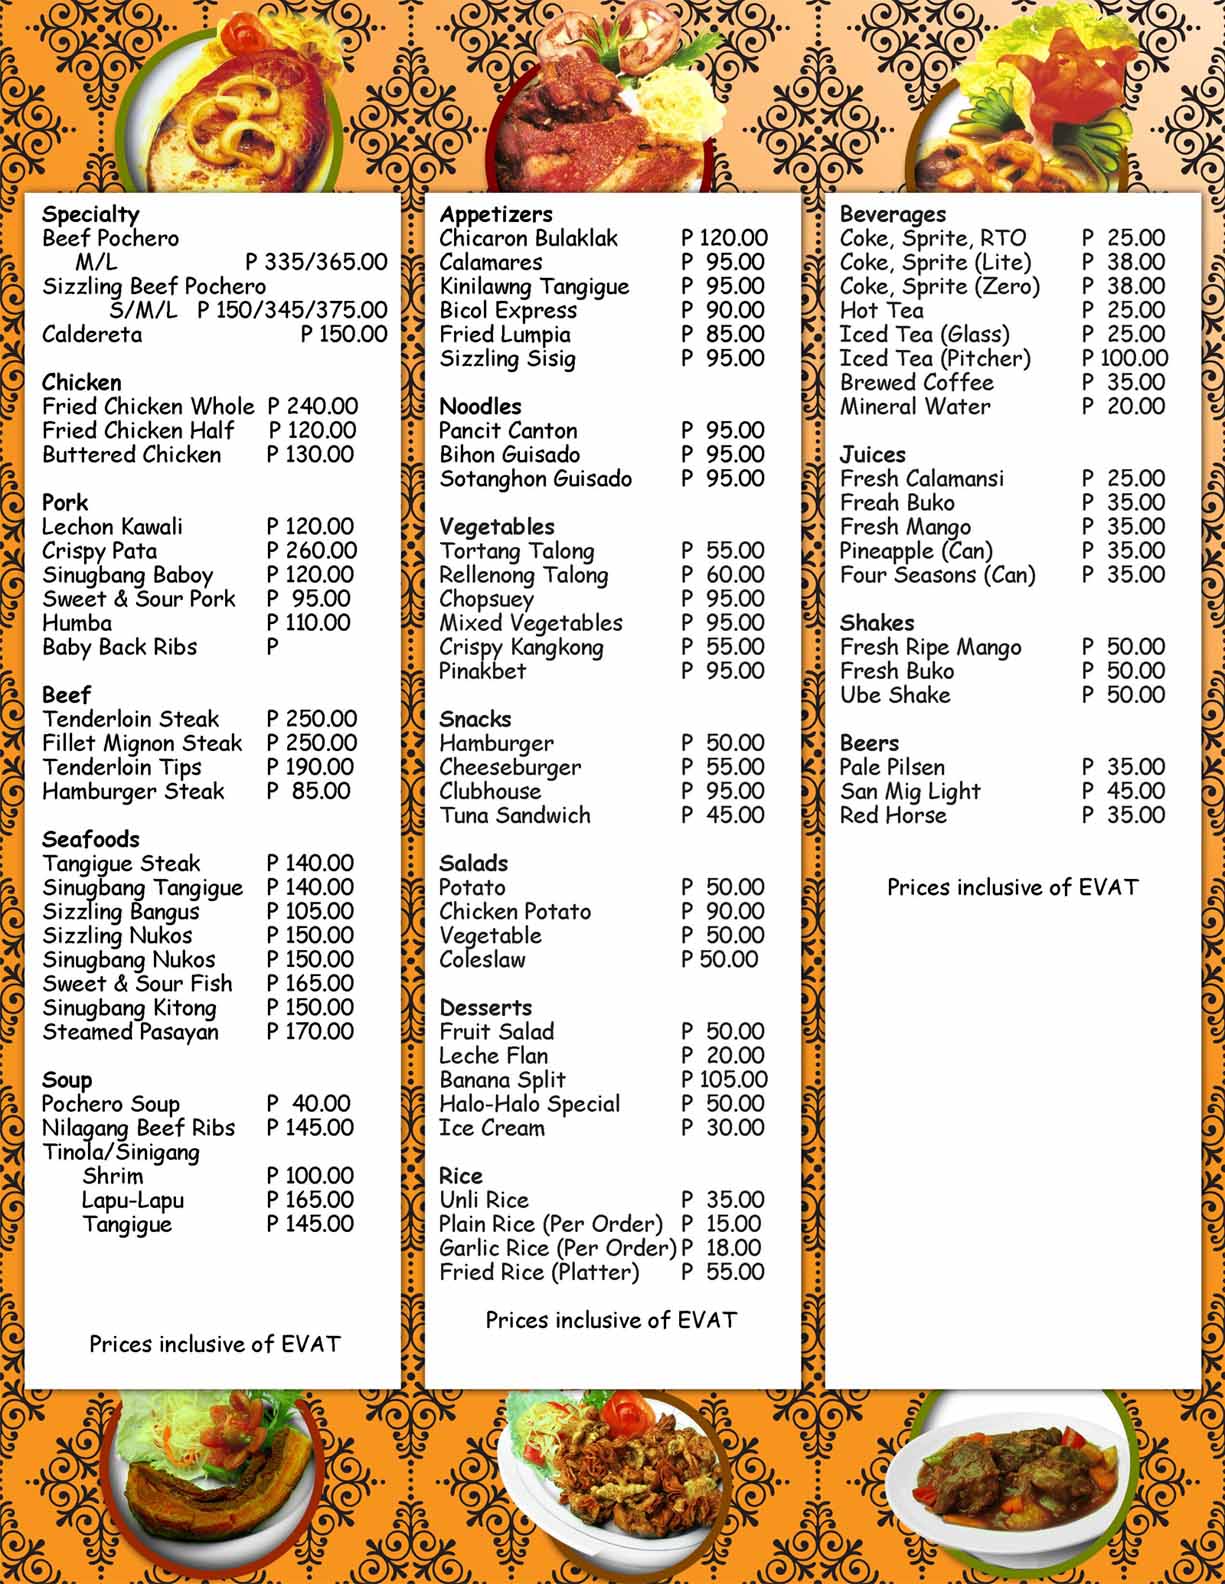 Specialty
Beef Pochero
M/L P 335/365.00
Sizzling Beef Pochero
S/M/L P 150/345/375.00
Caldereta P 150.00
Chicken
Fried Chicken Whole P 240.00
Fried Chicken Half P 120.00
Buttered Chicken P 130.00
Pork
Lechon Kawali P 120.00
Crispy Pata P 260.00
Sinugbang Baboy P 120.00
Sweet & Sour Pork P 95.00
Humba P 110.00
Baby Back Ribs P
Beef
Tenderloin Steak P 250.00
Fillet Mignon Steak P 250.00
Tenderloin Tips P 190.00
Hamburger Steak P 85.00
Seafoods
Tangigue Steak P 140.00
Sinugbang Tangigue P 140.00
Sizzling Bangus P 105.00
Sizzling Nukos P 150.00
Sinugbang Nukos P 150.00
Sweet & Sour Fish P 165.00
Sinugbang Kitong P 150.00
Steamed Pasayan P 170.00
Soup
Pochero Soup P 40.00
Nilagang Beef Ribs P 145.00
Tinola/Sinigang
Shrim P 100.00
Lapu-Lapu P 165.00
Tangigue P 145.00
Prices inclusive of EVAT
Appetizers
Chicaron Bulaklak P 120.00
Calamares P 95.00
Kinilawng Tangigue P 95.00
Bicol Express P 90.00
Fried Lumpia P 85.00
Sizzling Sisig P 95.00
Noodles
Pancit Canton P 95.00
Bihon Guisado P 95.00
Sotanghon Guisado P 95.00
Vegetables
Tortang Talong P 55.00
Rellenong Talong P 60.00
Chopsuey P 95.00
Mixed Vegetables P 95.00
Crispy Kangkong P 55.00
Pinakbet P 95.00
Snacks
Hamburger P 50.00
Cheeseburger P 55.00
Clubhouse P 95.00
Tuna Sandwich P 45.00
Salads
Potato P 50.00
Chicken Potato P 90.00
Vegetable P 50.00
Coleslaw P 50.00
Desserts
Fruit Salad P 50.00
Leche Flan P 20.00
Banana Split P 105.00
Halo-Halo Special P 50.00
Ice Cream P 30.00
Rice
Unli Rice P 35.00
Plain Rice (Per Order) P 15.00
Garlic Rice (Per Order) P 18.00
Fried Rice (Platter) P 55.00
Prices inclusive of EVAT
Beverages
Coke, Sprite, RTO P 25.00
Coke, Sprite (Lite) P 38.00
Coke, Sprite (Zero) P 38.00
Hot Tea P 25.00
Iced Tea (Glass) P 25.00
Iced Tea (Pitcher) P 100.00
Brewed Coffee P 35.00
Mineral Water P 20.00
Juices
Fresh Calamansi P 25.00
Freah Buko P 35.00
Fresh Mango P 35.00
Pineapple (Can) P 35.00
Four Seasons (Can) P 35.00
Shakes
Fresh Ripe Mango P 50.00
Fresh Buko P 50.00
Ube Shake P 50.00
Beers
Pale Pilsen P 35.00
San Mig Light P 45.00
Red Horse P 35.00
Prices inclusive of EVAT